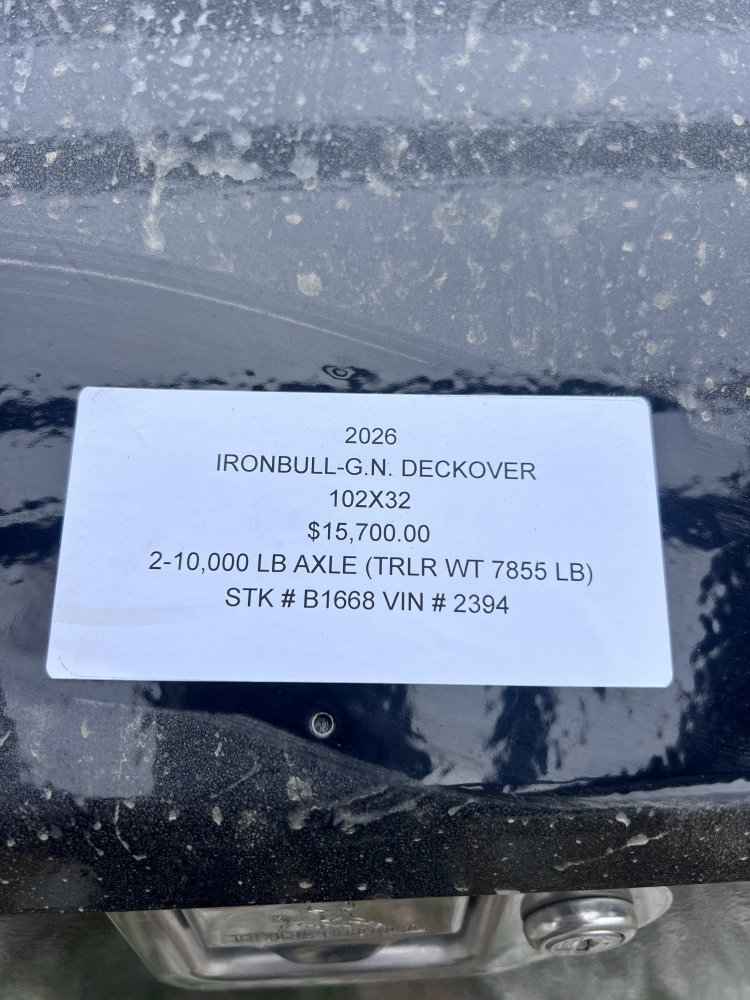 2026
IRONBULL-G.N. DECKOVER
102X32
$15,700.00
2-10,000 LB AXLE (TRLR WT 7855 LB)
STK # B1668 VIN # 2394